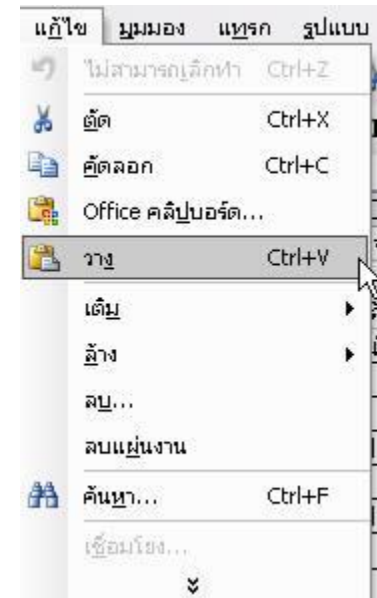 แก้ไข มุมมอง แทรก รูปแบบ
ไม่สามารถเลิกทำ Ctrl+Z
ตัด Ctrl+X
คัดลอก Ctrl+C
Office คลิปบอร์ด...
วาง Ctrl+V
เติม
ล้าง
ลบ...
ลบแผ่นงาน
ค้นหา... Ctrl+F
เชื่อมโยง...